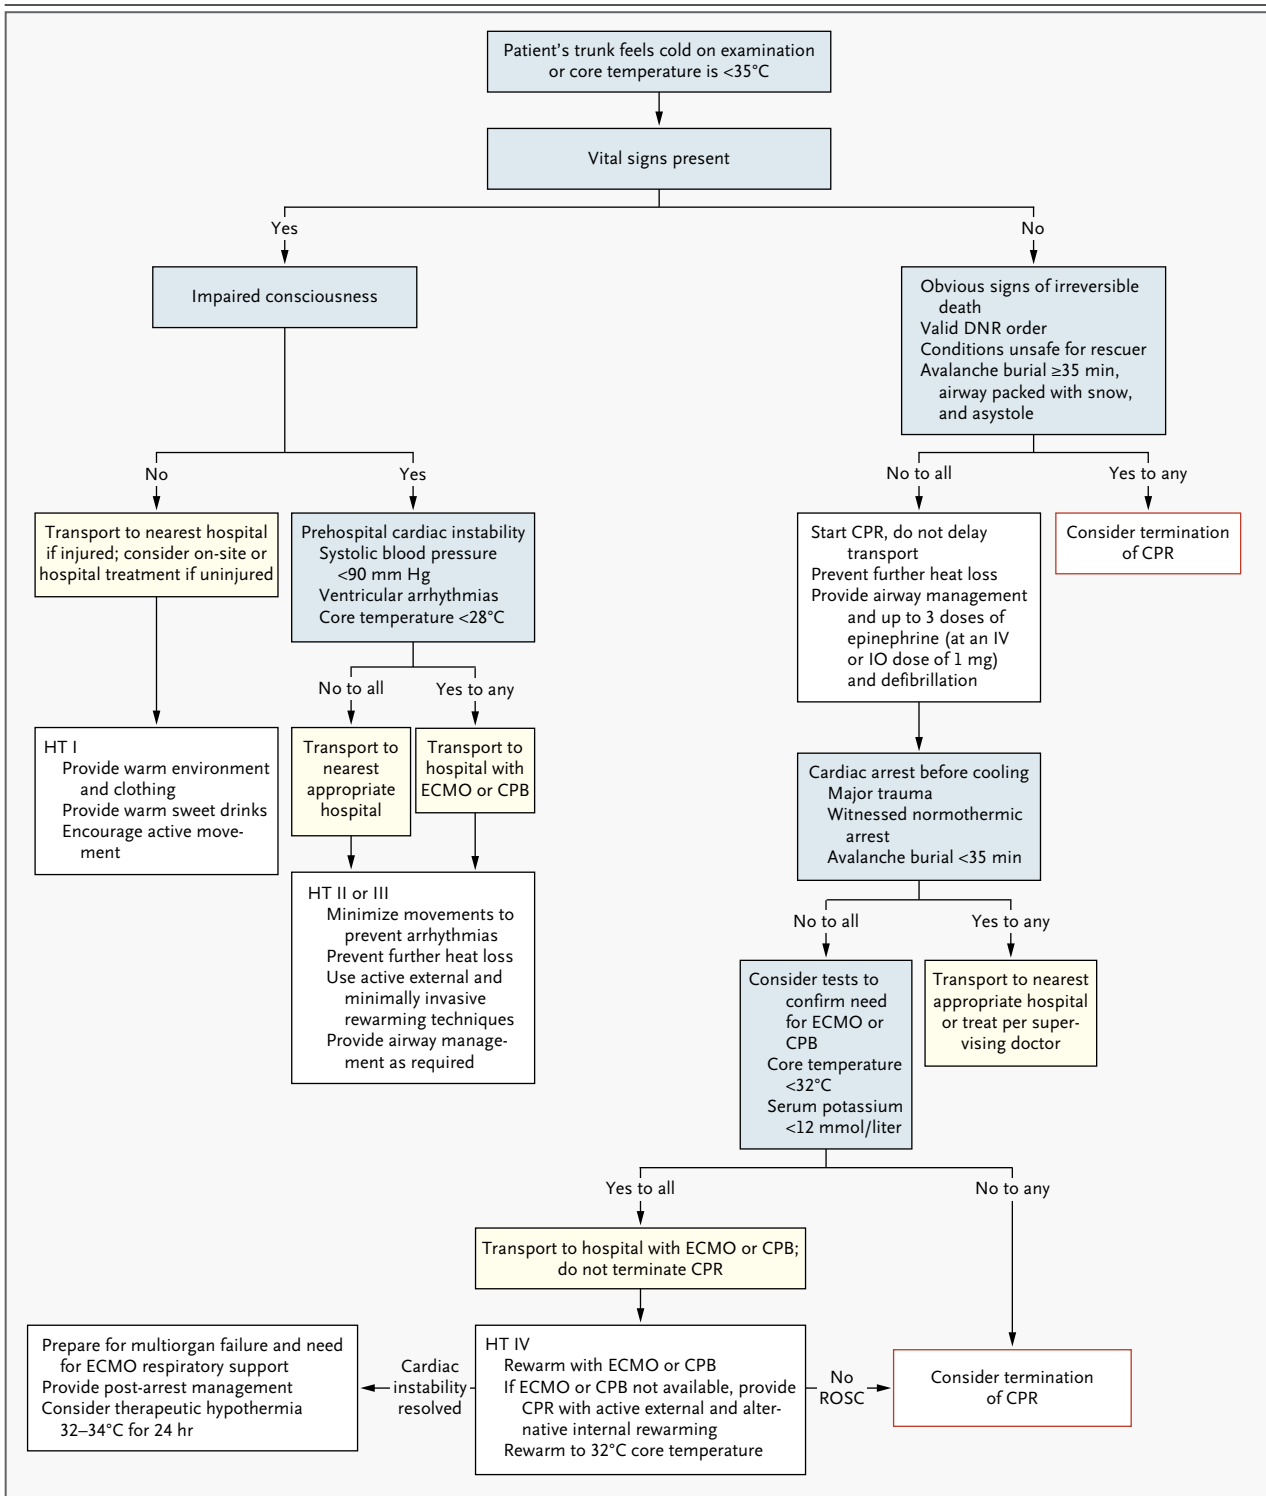 Patient's trunk feels cold on examination
or core temperature is <35°C
Vital signs present
Yes
No
Impaired consciousness
Obvious signs of irreversible
death
Valid DNR order
Conditions unsafe for rescuer
Avalanche burial ≥35 min,
airway packed with snow,
and asystole
No
Yes
No to all
Yes to any
Transport to nearest hospital
if injured; consider on-site or
hospital treatment if uninjured
Prehospital cardiac instability
Systolic blood pressure
<90 mm Hg
Ventricular arrhythmias
Core temperature <28°C
Start CPR, do not delay
transport
Prevent further heat loss
Provide airway management
and up to 3 doses of
epinephrine (at an IV
or IO dose of 1 mg)
and defibrillation
Consider termination
of CPR
No to all
Yes to any
HT I
Provide warm environment
and clothing
Provide warm sweet drinks
Encourage active move-
ment
Transport to
nearest
appropriate
hospital
Transport to
hospital with
ECMO or CPB
Cardiac arrest before cooling
Major trauma
Witnessed normothermic
arrest
Avalanche burial <35 min
HT II or III
Minimize movements to
prevent arrhythmias
Prevent further heat loss
Use active external and
minimally invasive
rewarming techniques
Provide airway manage-
ment as required
No to all
Yes to any
Consider tests to
confirm need
for ECMO or
CPB
Core temperature
<32°C
Serum potassium
<12 mmol/liter
Transport to nearest
appropriate hospital
or treat per super-
vising doctor
Yes to all
No to any
Transport to hospital with ECMO or CPB;
do not terminate CPR
Prepare for multiorgan failure and need
for ECMO respiratory support
Provide post-arrest management
Consider therapeutic hypothermia
32–34°C for 24 hr
Cardiac
instability
resolved
HT IV
Rewarm with ECMO or CPB
If ECMO or CPB not available, provide
CPR with active external and alter-
native internal rewarming
Rewarm to 32°C core temperature
No
ROSC
Consider termination
of CPR